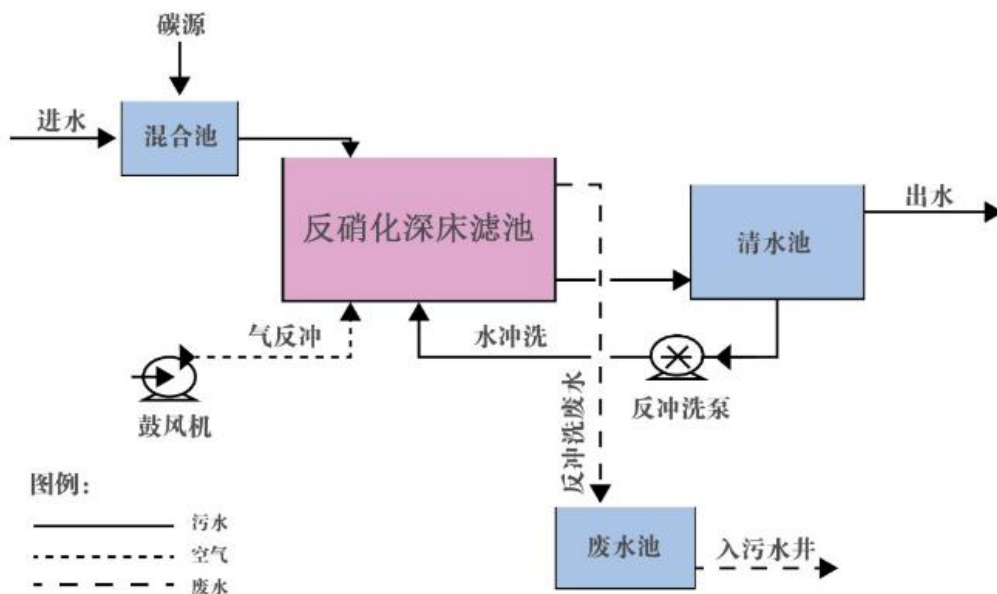 碳源
进水
混合池
反硝化深床滤池
出水
清水池
气反冲
水冲洗
鼓风机
反冲洗泵
反冲洗废水
图例：
污水
空气
废水
废水池
入污水井